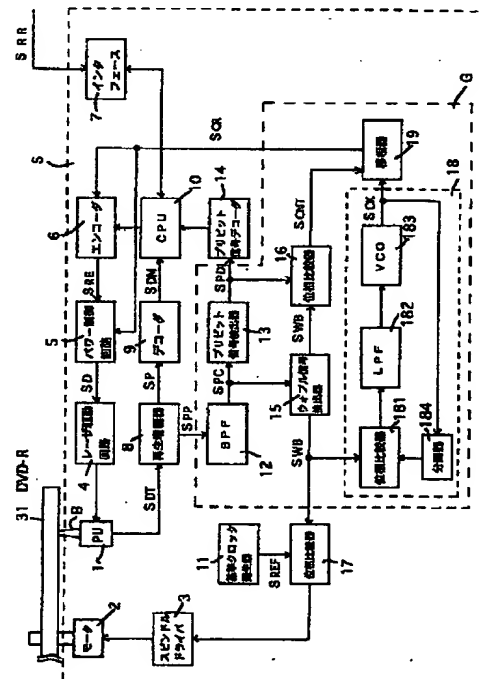 SRR
インタ
フェース
7
S
G
SCR
エンコーダ
6
CPU
10
プリピット
信号デコーダ
14
移相器
19
SRE
SDM
SPD
SCNT
SCK
18
パワー制御
回路
5
デコーダ
9
プリピット
信号検出器
13
位相比較器
16
VCO
183
SD
SP
SPC
SWB
レーザ駆動
回路
4
再生増幅器
8
SPP
BPF
12
ウオブル信号
抽出器
15
LPF
182
DVD-R
31
B
PU
1
SDT
SWB
位相比較器
181
分周器
184
基準クロック
発生器
11
SREF
位相比較器
17
モータ
2
スピンドル
ドライバ
3